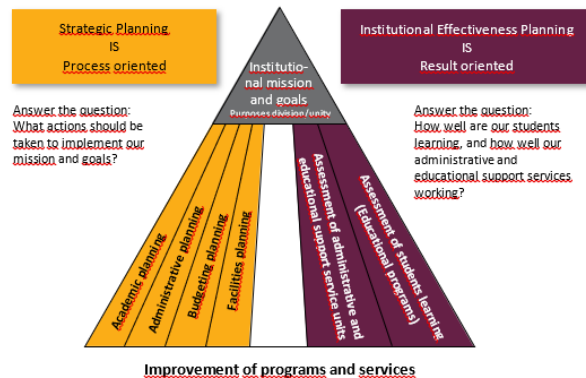 Strategic Planning
IS
Process oriented
Institutional Effectiveness Planning
IS
Result oriented
Institutio-
nal mission
and goals
Purposes division/unity
Answer the question:
What actions should be
taken to implement our
mission and goals?
Answer the question:
How well are our students
learning, and how well our
administrative and
educational support services
working?
Academic planning
Administrative planning
Budgeting planning
Facilities planning
Assessment of administrative and
educational support service units
Assessment of students learning
(Educational programs)
Improvement of programs and services